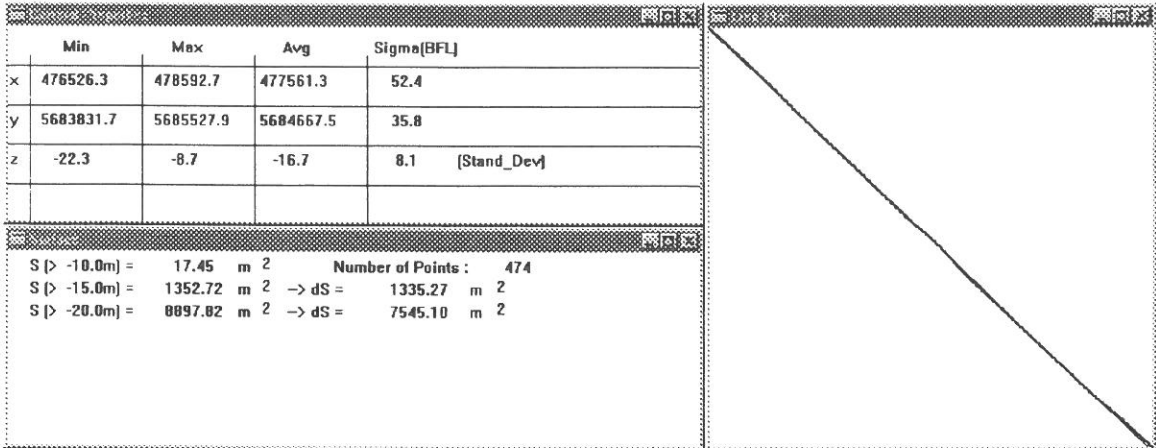 Min Max Avg Sigma(BFL)
x 476526.3 478592.7 477561.3 52.4
y 5683831.7 5685527.9 5684667.5 35.8
z -22.3 -8.7 -16.7 8.1 (Stand_Dev)
S (> -10.0m) = 17.45 m 2 Number of Points : 474
S (> -15.0m) = 1352.72 m 2 –> dS = 1335.27 m 2
S (> -20.0m) = 8897.82 m 2 –> dS = 7545.10 m 2